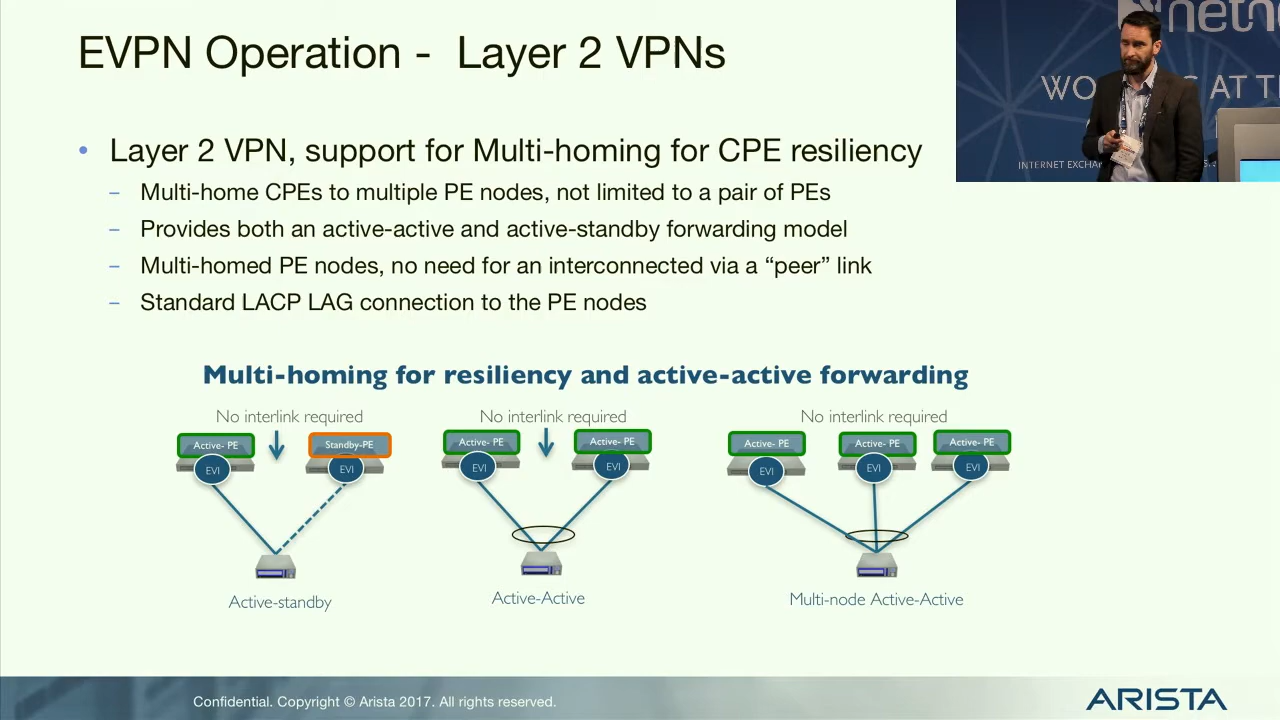 EVPN Operation - Layer 2 VPNs
netn
WO
AT T
INTERNET EXCHA
• Layer 2 VPN, support for Multi-homing for CPE resiliency
– Multi-home CPEs to multiple PE nodes, not limited to a pair of PEs
– Provides both an active-active and active-standby forwarding model
– Multi-homed PE nodes, no need for an interconnected via a “peer” link
– Standard LACP LAG connection to the PE nodes
Multi-homing for resiliency and active-active forwarding
No interlink required
Active- PE
Standby-PE
EVI
EVI
Active-standby
No interlink required
Active- PE
Active- PE
EVI
EVI
Active-Active
No interlink required
Active- PE
Active- PE
Active- PE
EVI
EVI
EVI
Multi-node Active-Active
Confidential. Copyright © Arista 2017. All rights reserved.
ARISTA